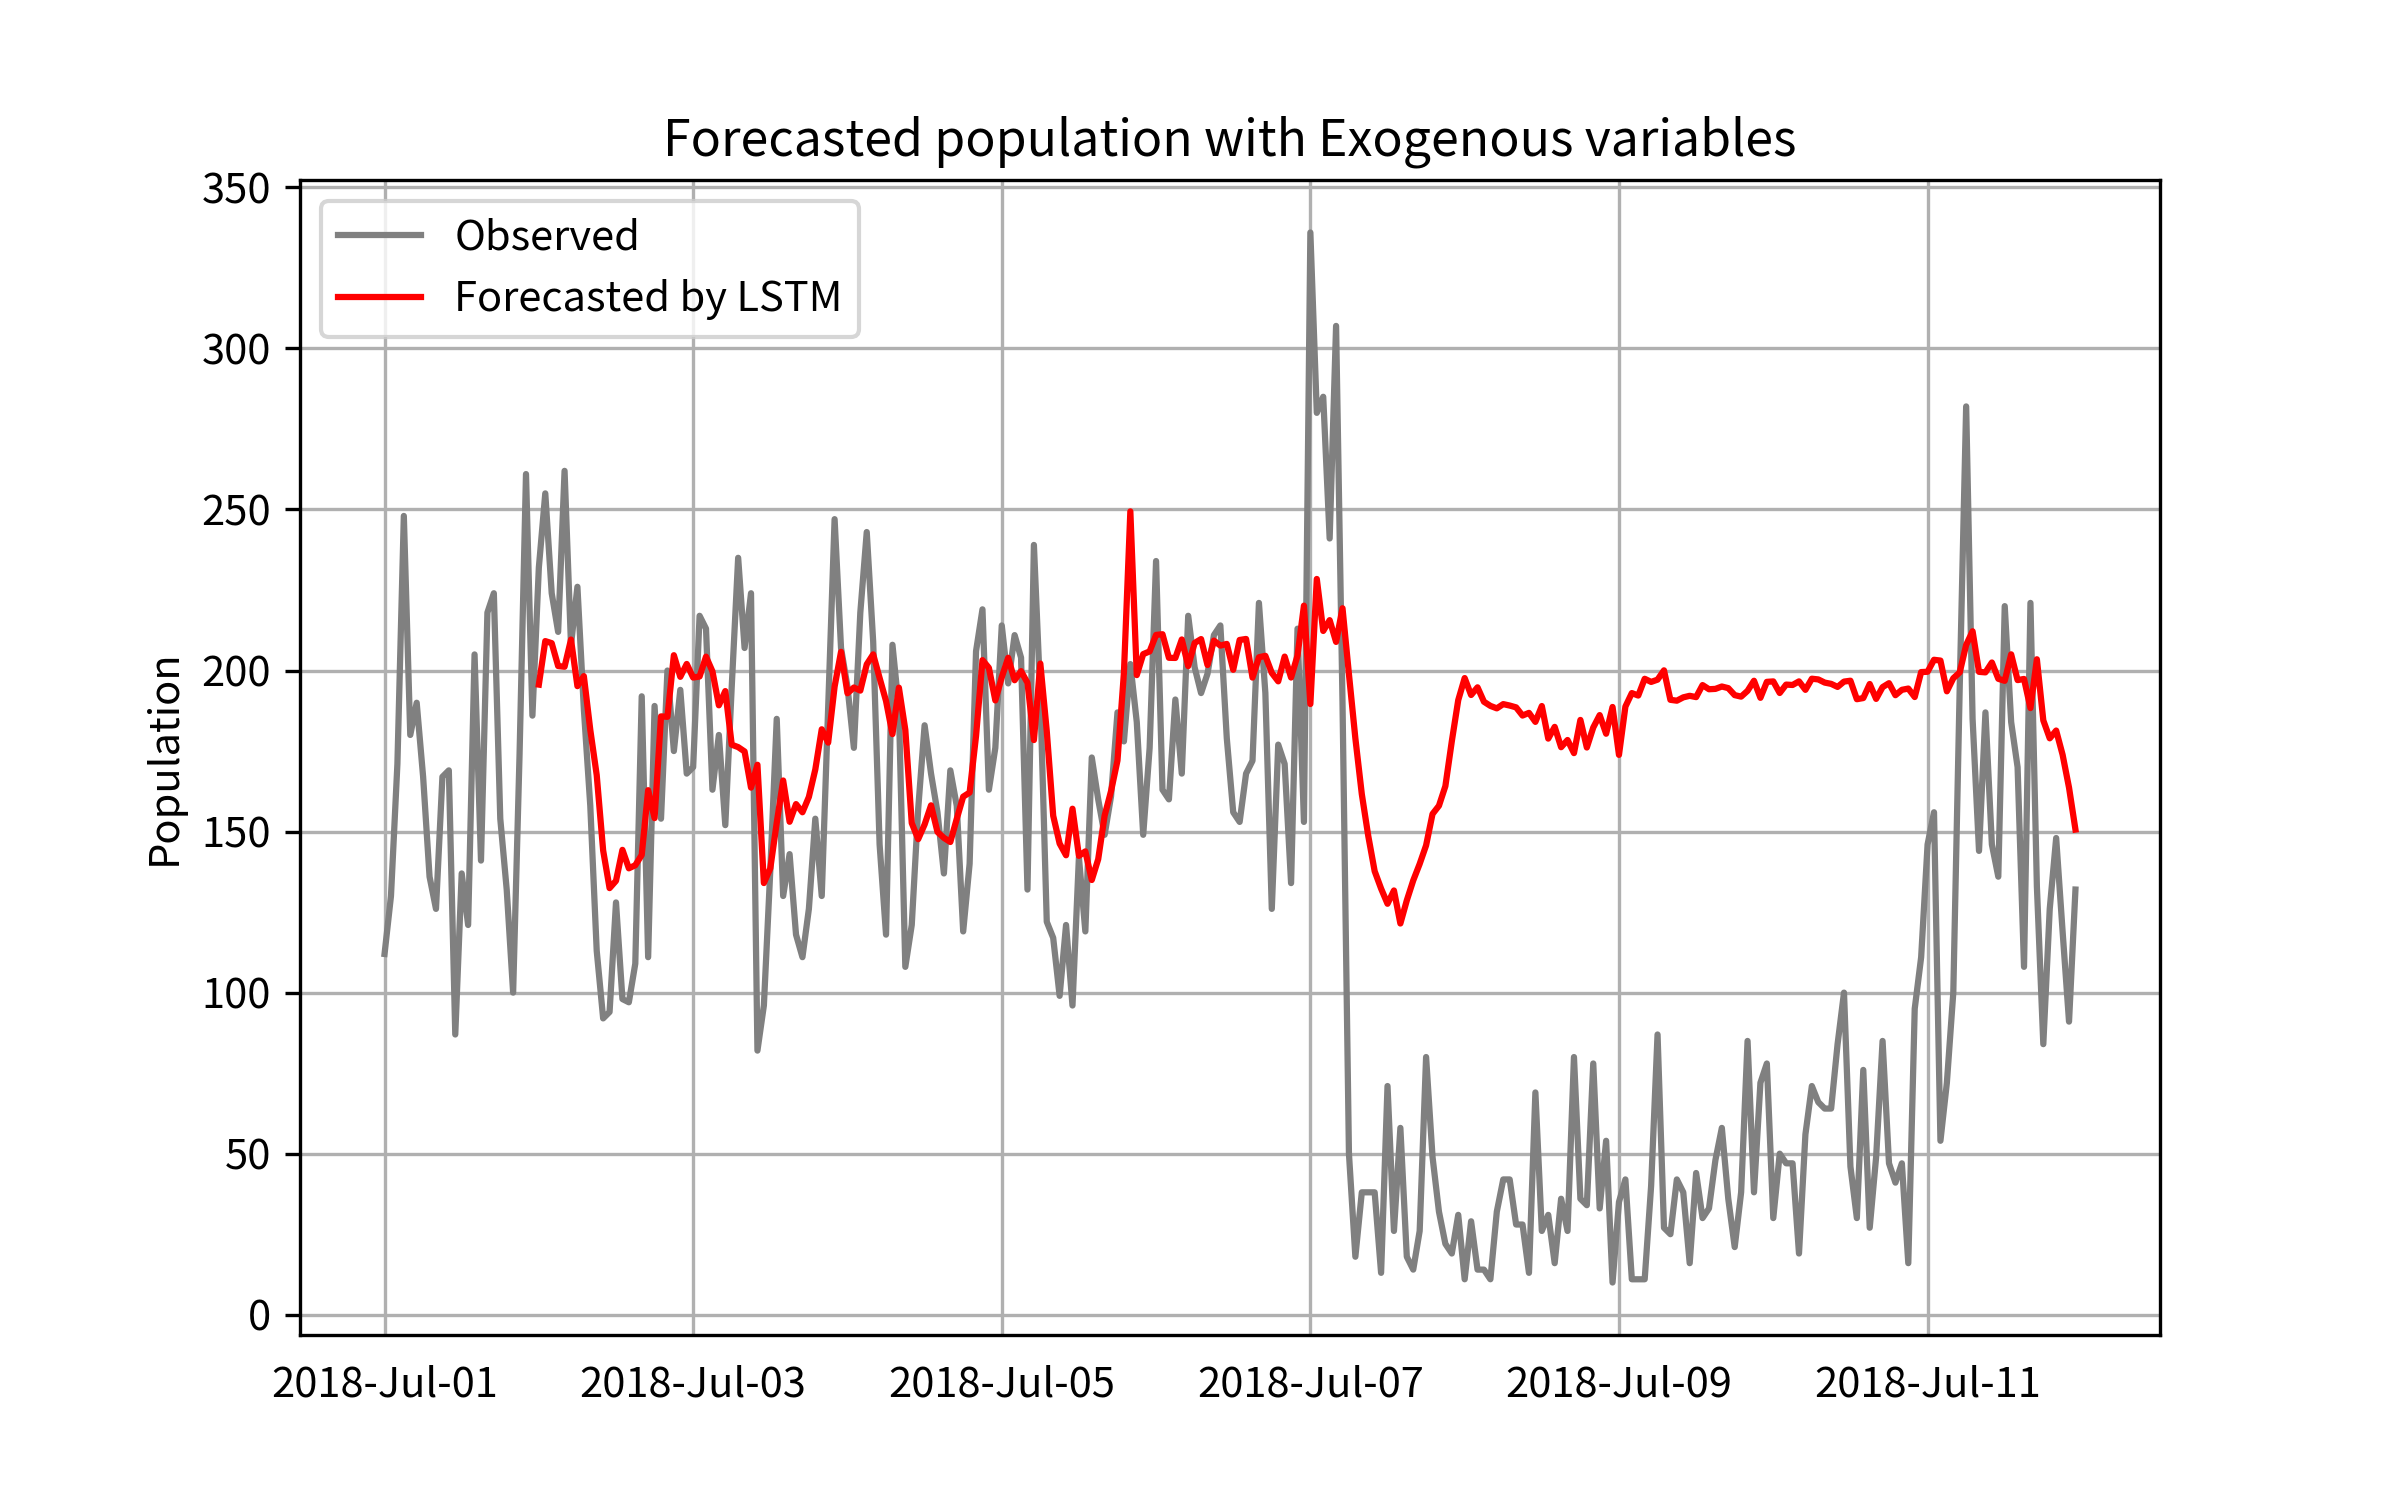 Forecasted population with Exogenous variables
Observed
Forecasted by LSTM
Population
350
300
250
200
150
100
50
0
2018-Jul-01 2018-Jul-03 2018-Jul-05 2018-Jul-07 2018-Jul-09 2018-Jul-11